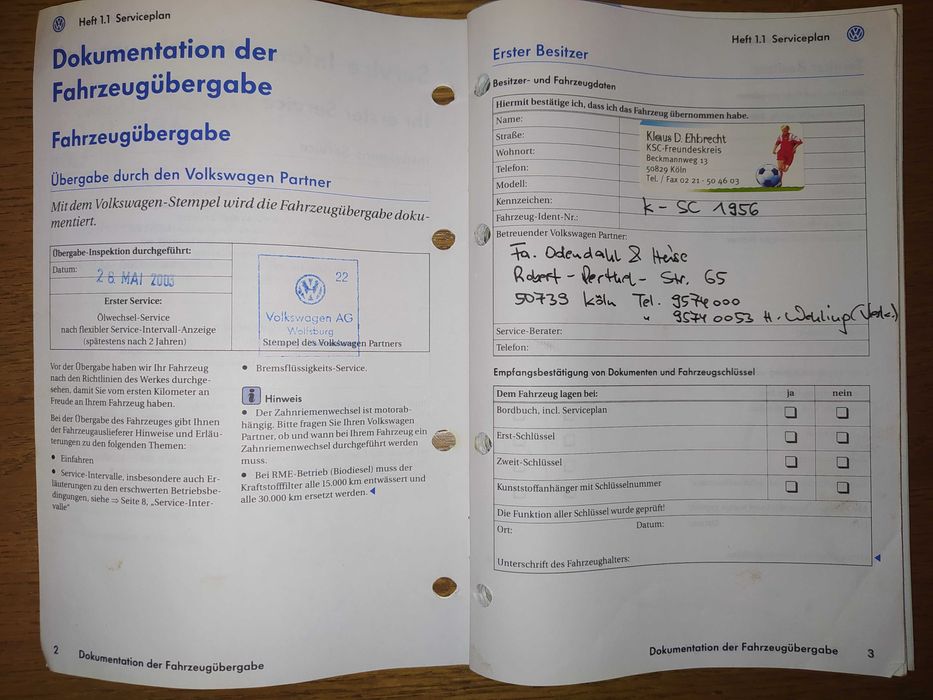 Heft 1.1 Serviceplan
Dokumentation der
Fahrzeugübergabe
Fahrzeugübergabe
Übergabe durch den Volkswagen Partner
Mit dem Volkswagen-Stempel wird die Fahrzeugübergabe doku-
mentiert.
Übergabe-Inspektion durchgeführt:
Datum:
28. MAI 2003
Erster Service:
Ölwechsel-Service
nach flexibler Service-Intervall-Anzeige
(spätestens nach 2 Jahren)
22
Volkswagen AG
Wolfsburg
Stempel des Volkswagen Partners
Vor der Übergabe haben wir Ihr Fahrzeug
nach den Richtlinien des Werkes durchge-
sehen, damit Sie vom ersten Kilometer an
Freude an Ihrem Fahrzeug haben.
Bei der Übergabe des Fahrzeuges gibt Ihnen
der Fahrzeugauslieferer Hinweise und Erläu-
terungen zu den folgenden Themen:
• Einfahren
• Service-Intervalle, insbesondere auch Er-
läuterungen zu den erschwerten Betriebsbe-
dingungen, siehe ⇒ Seite 8, „Service-Inter-
valle"
• Bremsflüssigkeits-Service.
i Hinweis
• Der Zahnriemenwechsel ist motorab-
hängig. Bitte fragen Sie Ihren Volkswagen
Partner, ob und wann bei Ihrem Fahrzeug ein
Zahnriemenwechsel durchgeführt werden
muss.
• Bei RME-Betrieb (Biodiesel) muss der
Kraftstofffilter alle 15.000 km entwässert und
alle 30.000 km ersetzt werden.
2 Dokumentation der Fahrzeugübergabe
Heft 1.1 Serviceplan
Erster Besitzer
Besitzer- und Fahrzeugdaten
Hiermit bestätige ich, dass ich das Fahrzeug übernommen habe.
Name:
Straße:
Wohnort:
Telefon:
Modell:
Kennzeichen:
Fahrzeug-Ident-Nr.:
Klaus D. Ehbrecht
KSC-Freundeskreis
Beckmannweg 13
50829 Köln
Tel. / Fax 02 21 - 50 46 03
K - SC 1956
Betreuender Volkswagen Partner:
Fa. Odendahl & Heise
Robert - Perthel - Str. 65
50739 Köln Tel. 9574000
" 95740053 H. Wehling
Service-Berater:
Telefon:
Empfangsbestätigung von Dokumenten und Fahrzeugschlüssel
Dem Fahrzeug lagen bei: ja nein
Bordbuch, incl. Serviceplan
Erst-Schlüssel
Zweit-Schlüssel
Kunststoffanhänger mit Schlüsselnummer
Die Funktion aller Schlüssel wurde geprüft!
Ort: Datum:
Unterschrift des Fahrzeughalters:
Dokumentation der Fahrzeugübergabe 3